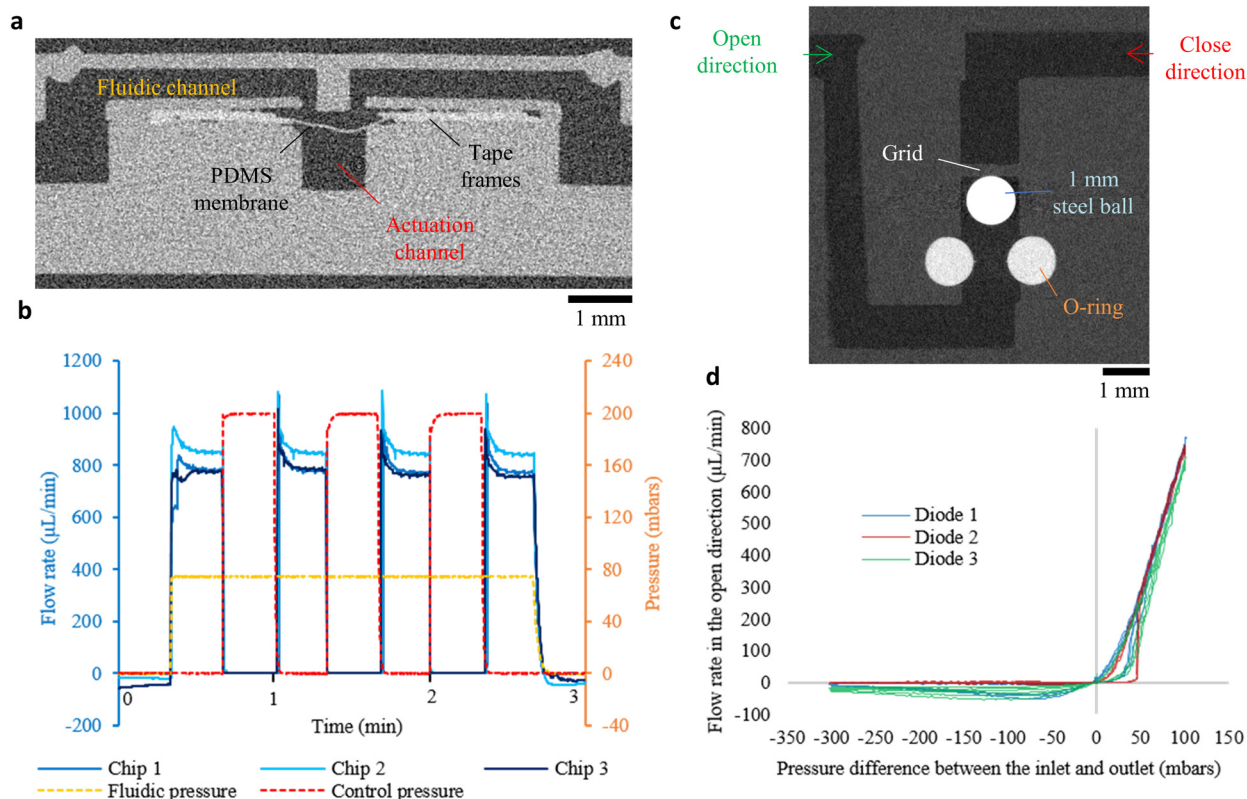 a
Fluidic channel
PDMS
membrane
Tape
frames
Actuation
channel
1 mm
b
1200
1000
800
600
400
200
0
-200
Flow rate (µL/min)
240
200
160
120
80
40
0
-40
Pressure (mbars)
0
1
2
3
Time (min)
Chip 1
Chip 2
Chip 3
Fluidic pressure
Control pressure
c
Open
direction
Close
direction
Grid
1 mm
steel ball
O-ring
1 mm
d
800
700
600
500
400
300
200
100
0
-100
Flow rate in the open direction (µL/min)
Diode 1
Diode 2
Diode 3
-350 -300 -250 -200 -150 -100 -50 0 50 100 150
Pressure difference between the inlet and outlet (mbars)